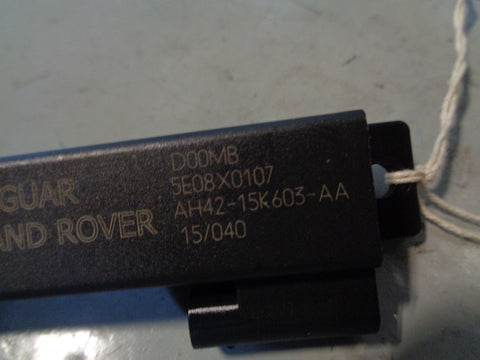 GUAR
AND ROVER
D00MB
5E08X0107
AH42-15K603-AA
15/040